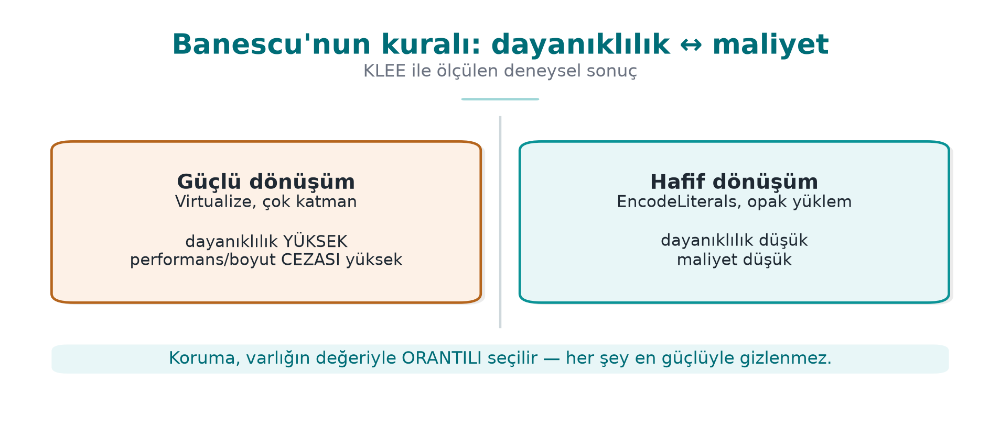 Banescu'nun kuralı: dayanıklılık ↔ maliyet
KLEE ile ölçülen deneysel sonuç
Güçlü dönüşüm
Virtualize, çok katman
dayanıklılık YÜKSEK
performans/boyut CEZASI yüksek
Hafif dönüşüm
EncodeLiterals, opak yüklem
dayanıklılık düşük
maliyet düşük
Koruma, varlığın değeriyle ORANTILI seçilir — her şey en güçlüyle gizlenmez.